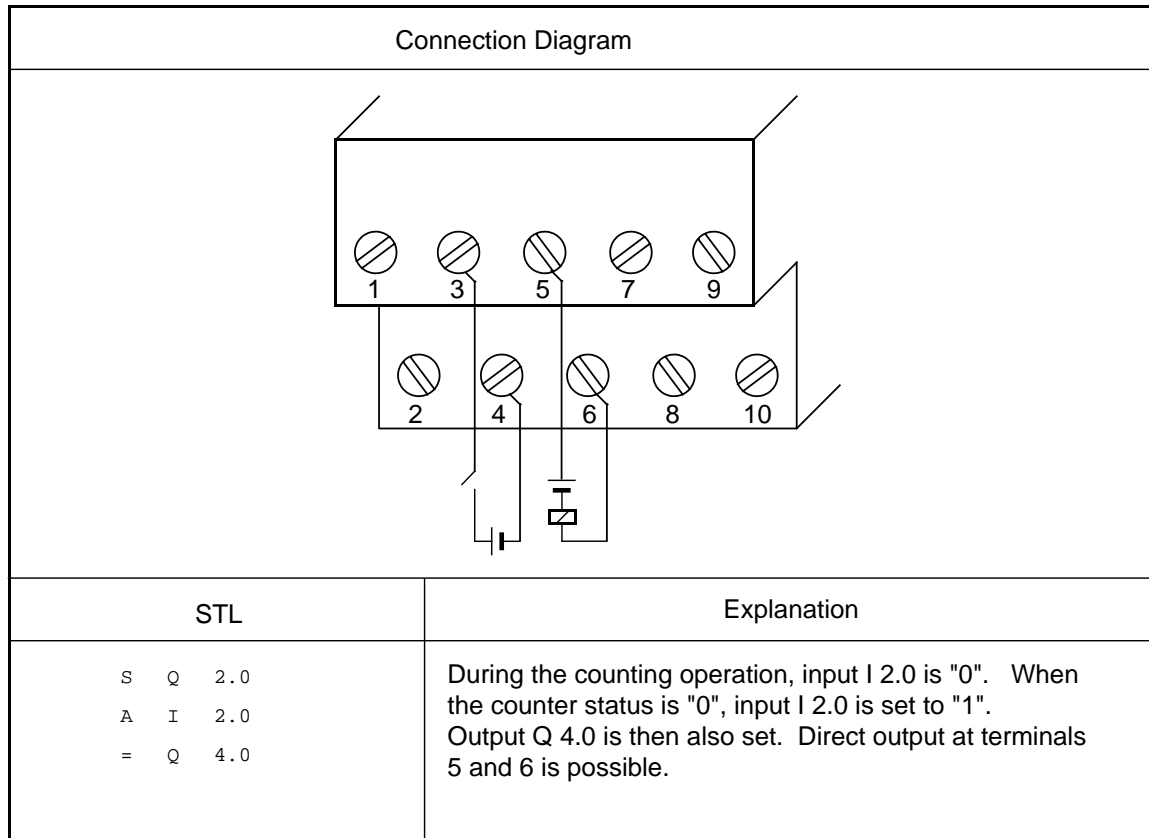 Connection Diagram
1 3 5 7 9
2 4 6 8 10
STL
Explanation
S Q 2.0
A I 2.0
= Q 4.0
During the counting operation, input I 2.0 is "0". When
the counter status is "0", input I 2.0 is set to "1".
Output Q 4.0 is then also set. Direct output at terminals
5 and 6 is possible.